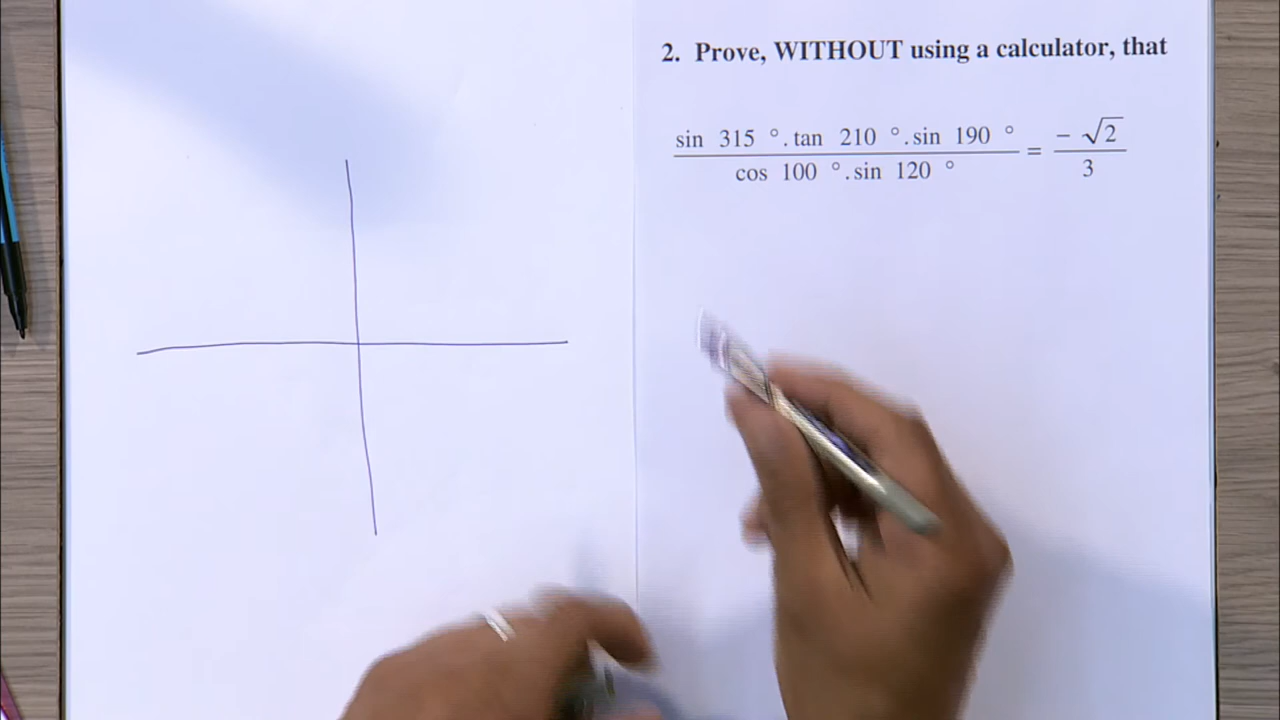 2. Prove, WITHOUT using a calculator, that
sin 315 °. tan 210 °. sin 190 ° / cos 100 °. sin 120 ° = − √2 / 3